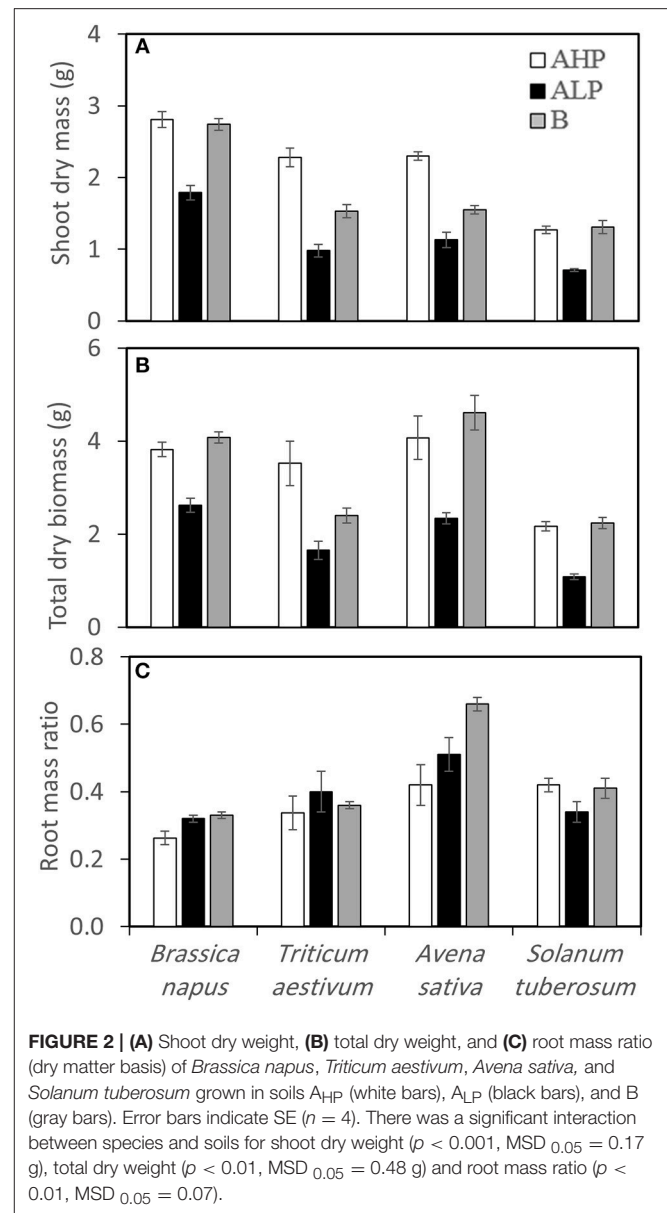 A
4
3
2
1
0
Shoot dry mass (g)
AHP
ALP
B
B
6
4
2
0
Total dry biomass (g)
C
0.8
0.6
0.4
0.2
0.0
Root mass ratio
Brassica napus
Triticum aestivum
Avena sativa
Solanum tuberosum
FIGURE 2 | (A) Shoot dry weight, (B) total dry weight, and (C) root mass ratio
(dry matter basis) of Brassica napus, Triticum aestivum, Avena sativa, and
Solanum tuberosum grown in soils AHP (white bars), ALP (black bars), and B
(gray bars). Error bars indicate SE (n = 4). There was a significant interaction
between species and soils for shoot dry weight (p < 0.001, MSD 0.05 = 0.17
g), total dry weight (p < 0.01, MSD 0.05 = 0.48 g) and root mass ratio (p <
0.01, MSD 0.05 = 0.07).